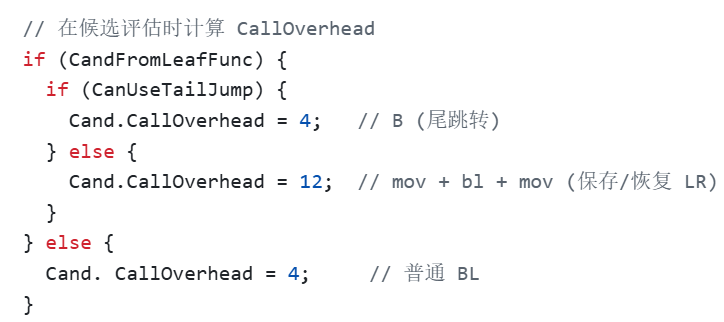 // 在候选评估时计算 CallOverhead
if (CandFromLeafFunc) {
  if (CanUseTailJump) {
    Cand.CallOverhead = 4;   // B (尾跳转)
  } else {
    Cand.CallOverhead = 12;  // mov + bl + mov (保存/恢复 LR)
  }
} else {
  Cand. CallOverhead = 4;     // 普通 BL
}